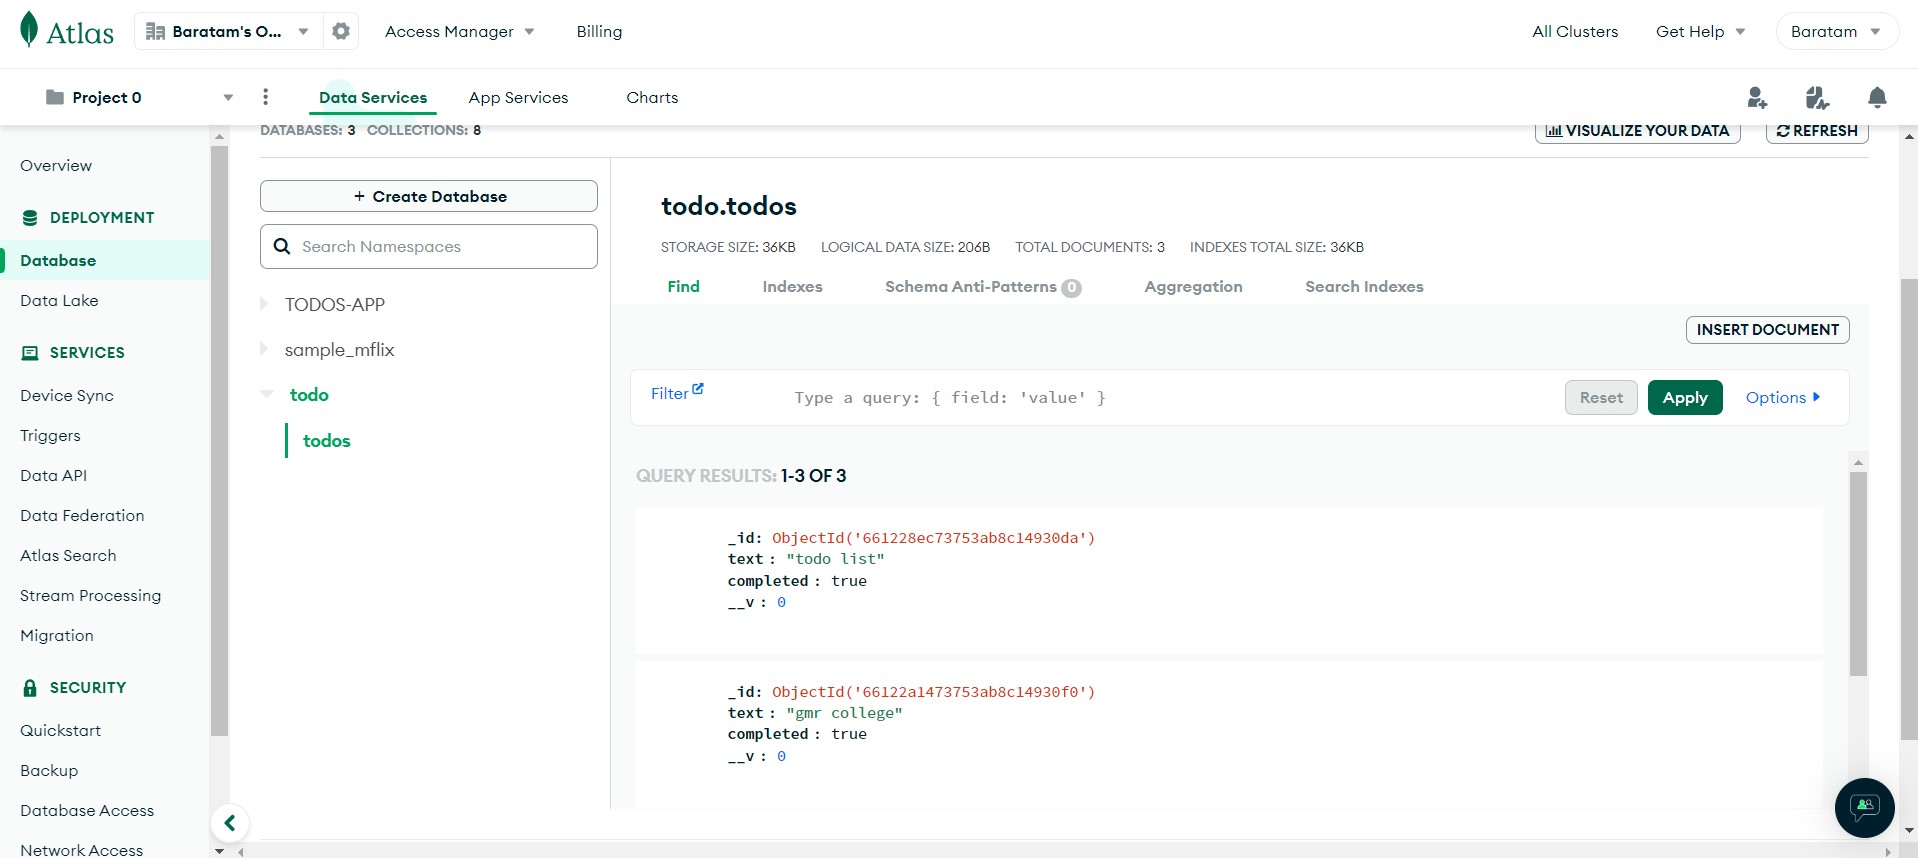 Atlas
Baratam's O...
Access Manager
Billing
All Clusters
Get Help
Baratam
Project 0
Data Services
App Services
Charts
DATABASES: 3 COLLECTIONS: 8
VISUALIZE YOUR DATA
REFRESH
Overview
DEPLOYMENT
Database
Data Lake
SERVICES
Device Sync
Triggers
Data API
Data Federation
Atlas Search
Stream Processing
Migration
SECURITY
Quickstart
Backup
Database Access
Network Access
+ Create Database
Search Namespaces
TODOS-APP
sample_mflix
todo
todos
todo.todos
STORAGE SIZE: 36KB LOGICAL DATA SIZE: 206B TOTAL DOCUMENTS: 3 INDEXES TOTAL SIZE: 36KB
Find
Indexes
Schema Anti-Patterns 0
Aggregation
Search Indexes
INSERT DOCUMENT
Filter
Type a query: { field: 'value' }
Reset
Apply
Options
QUERY RESULTS: 1-3 OF 3
_id: ObjectId('661228ec73753ab8c14930da')
text : "todo list"
completed : true
__v : 0
_id: ObjectId('66122a1473753ab8c14930f0')
text : "gmr college"
completed : true
__v : 0